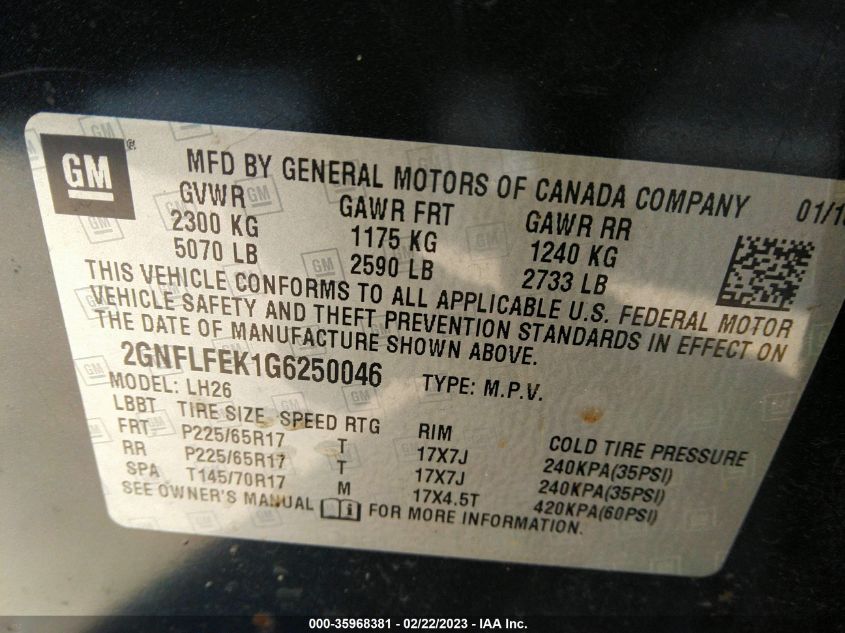 GM
MFD BY GENERAL MOTORS OF CANADA COMPANY
GVWR GAWR FRT GAWR RR
2300 KG 1175 KG 1240 KG
5070 LB 2590 LB 2733 LB
THIS VEHICLE CONFORMS TO ALL APPLICABLE U.S. FEDERAL MOTOR
VEHICLE SAFETY AND THEFT PREVENTION STANDARDS IN EFFECT ON
THE DATE OF MANUFACTURE SHOWN ABOVE.
2GNFLFEK1G6250046 TYPE: M.P.V.
MODEL: LH26
LBBT TIRE SIZE SPEED RTG RIM COLD TIRE PRESSURE
FRT P225/65R17 T 17X7J 240KPA(35PSI)
RR P225/65R17 T 17X7J 240KPA(35PSI)
SPA T145/70R17 M 17X4.5T 420KPA(60PSI)
SEE OWNER'S MANUAL FOR MORE INFORMATION.
000-35968381 - 02/22/2023 - IAA Inc.